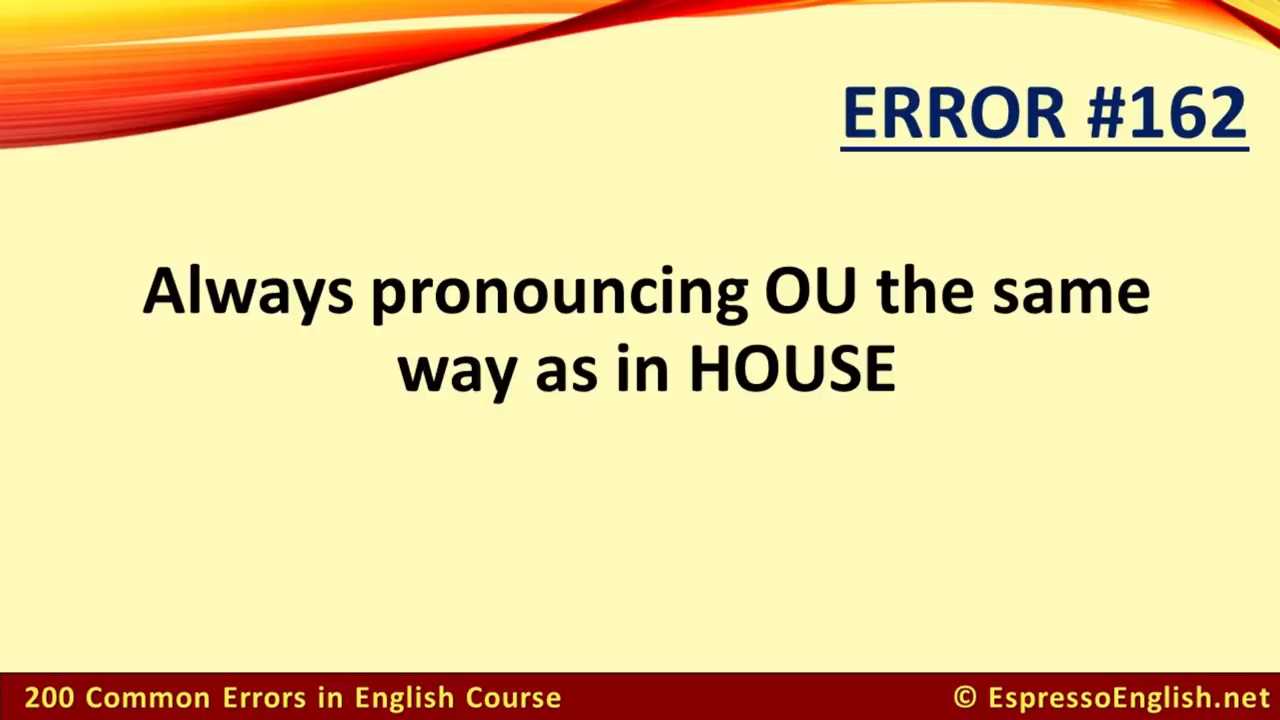 ERROR #162
Always pronouncing OU the same
way as in HOUSE
200 Common Errors in English Course
© EspressoEnglish.net